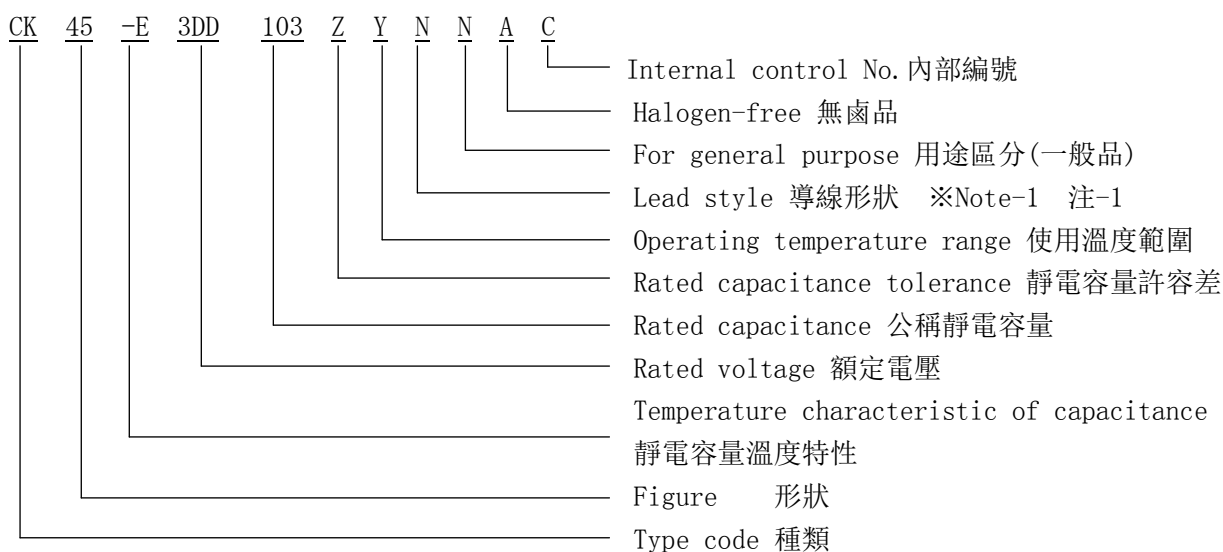 CK 45 -E 3DD 103 Z Y N N A C
Internal control No.內部編號
Halogen-free 無鹵品
For general purpose 用途區分(一般品)
Lead style 導線形狀 ※Note-1 注-1
Operating temperature range 使用溫度範圍
Rated capacitance tolerance 靜電容量許容差
Rated capacitance 公稱靜電容量
Rated voltage 額定電壓
Temperature characteristic of capacitance
靜電容量溫度特性
Figure 形狀
Type code 種類